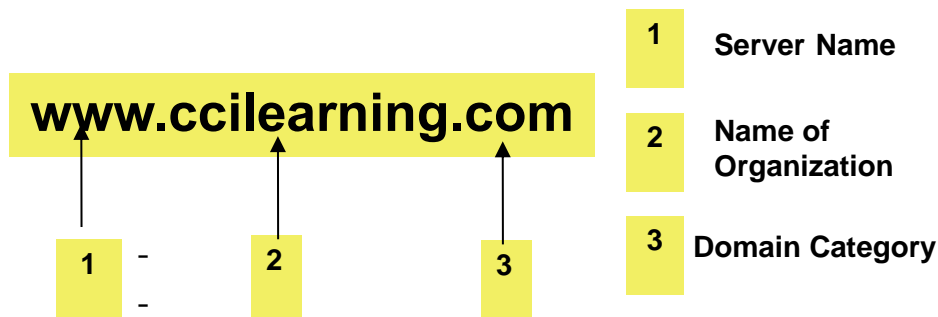 1
Server Name
www.ccilearning.com
2
Name of
Organization
3
Domain Category
1 -
2
3
-